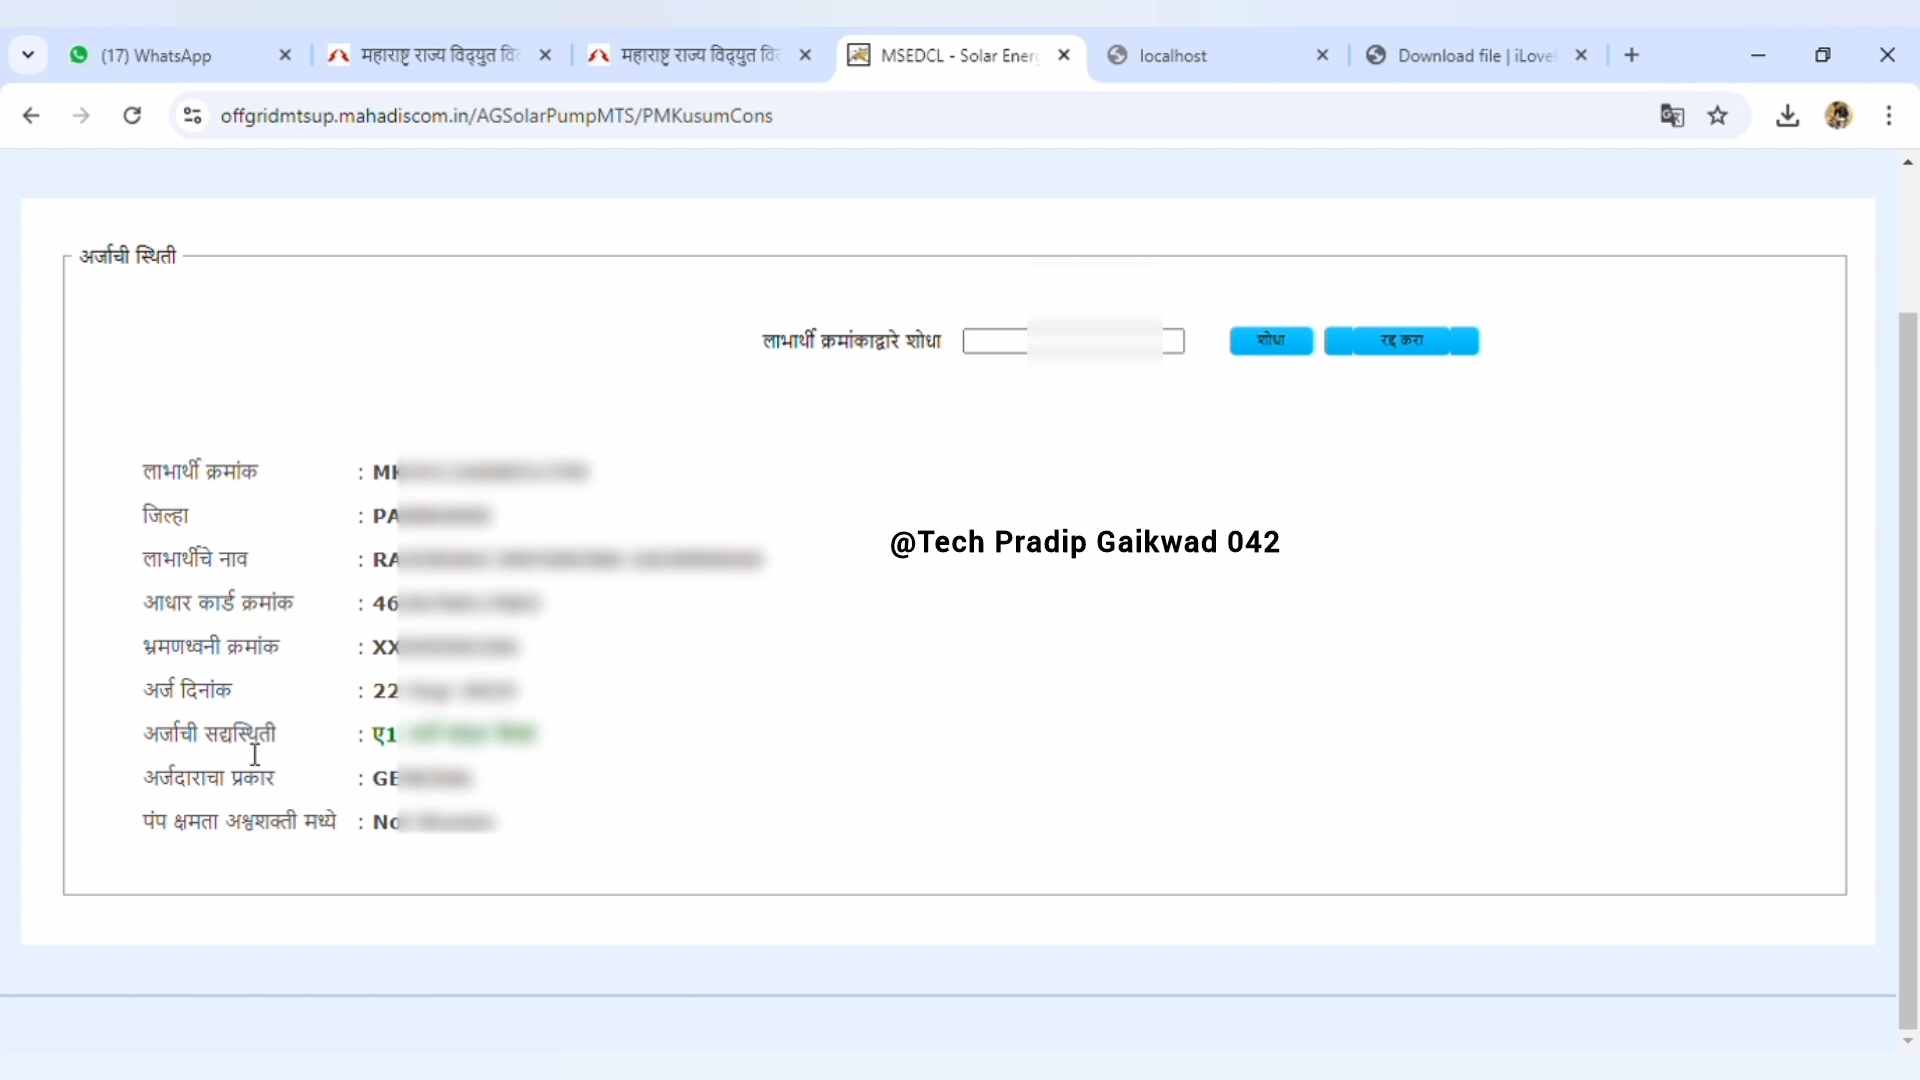 (17) WhatsApp
महाराष्ट्र राज्य विद्युत वि
महाराष्ट्र राज्य विद्युत वि
MSEDCL - Solar Ener
localhost
Download file | iLove
offgridmtsup.mahadiscom.in/AGSolarPumpMTS/PMKusumCons
अर्जाची स्थिती
लाभार्थी क्रमांकाद्वारे शोधा
शोधा
रद्द करा
लाभार्थी क्रमांक : MK
जिल्हा : PA
लाभार्थीचे नाव : RA
आधार कार्ड क्रमांक : 46
भ्रमणध्वनी क्रमांक : XX
अर्ज दिनांक : 22
अर्जाची सद्यस्थिती : ए1
अर्जदाराचा प्रकार : GE
पंप क्षमता अश्वशक्ती मध्ये : No
@Tech Pradip Gaikwad 042